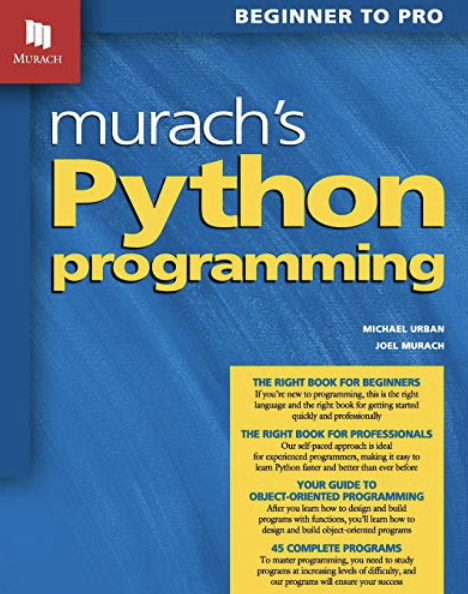 BEGINNER TO PRO
MURACH
murach's
Python
programming
MICHAEL URBAN
JOEL MURACH
THE RIGHT BOOK FOR BEGINNERS
If you're new to programming, this is the right
language and the right book for getting started
quickly and professionally
THE RIGHT BOOK FOR PROFESSIONALS
Our self-paced approach is ideal
for experienced programmers, making it easy to
learn Python faster and better than ever before
YOUR GUIDE TO
OBJECT-ORIENTED PROGRAMMING
After you learn how to design and build
programs with functions, you'll learn how to
design and build object-oriented programs
45 COMPLETE PROGRAMS
To master programming, you need to study
programs at increasing levels of difficulty, and
our programs will ensure your success